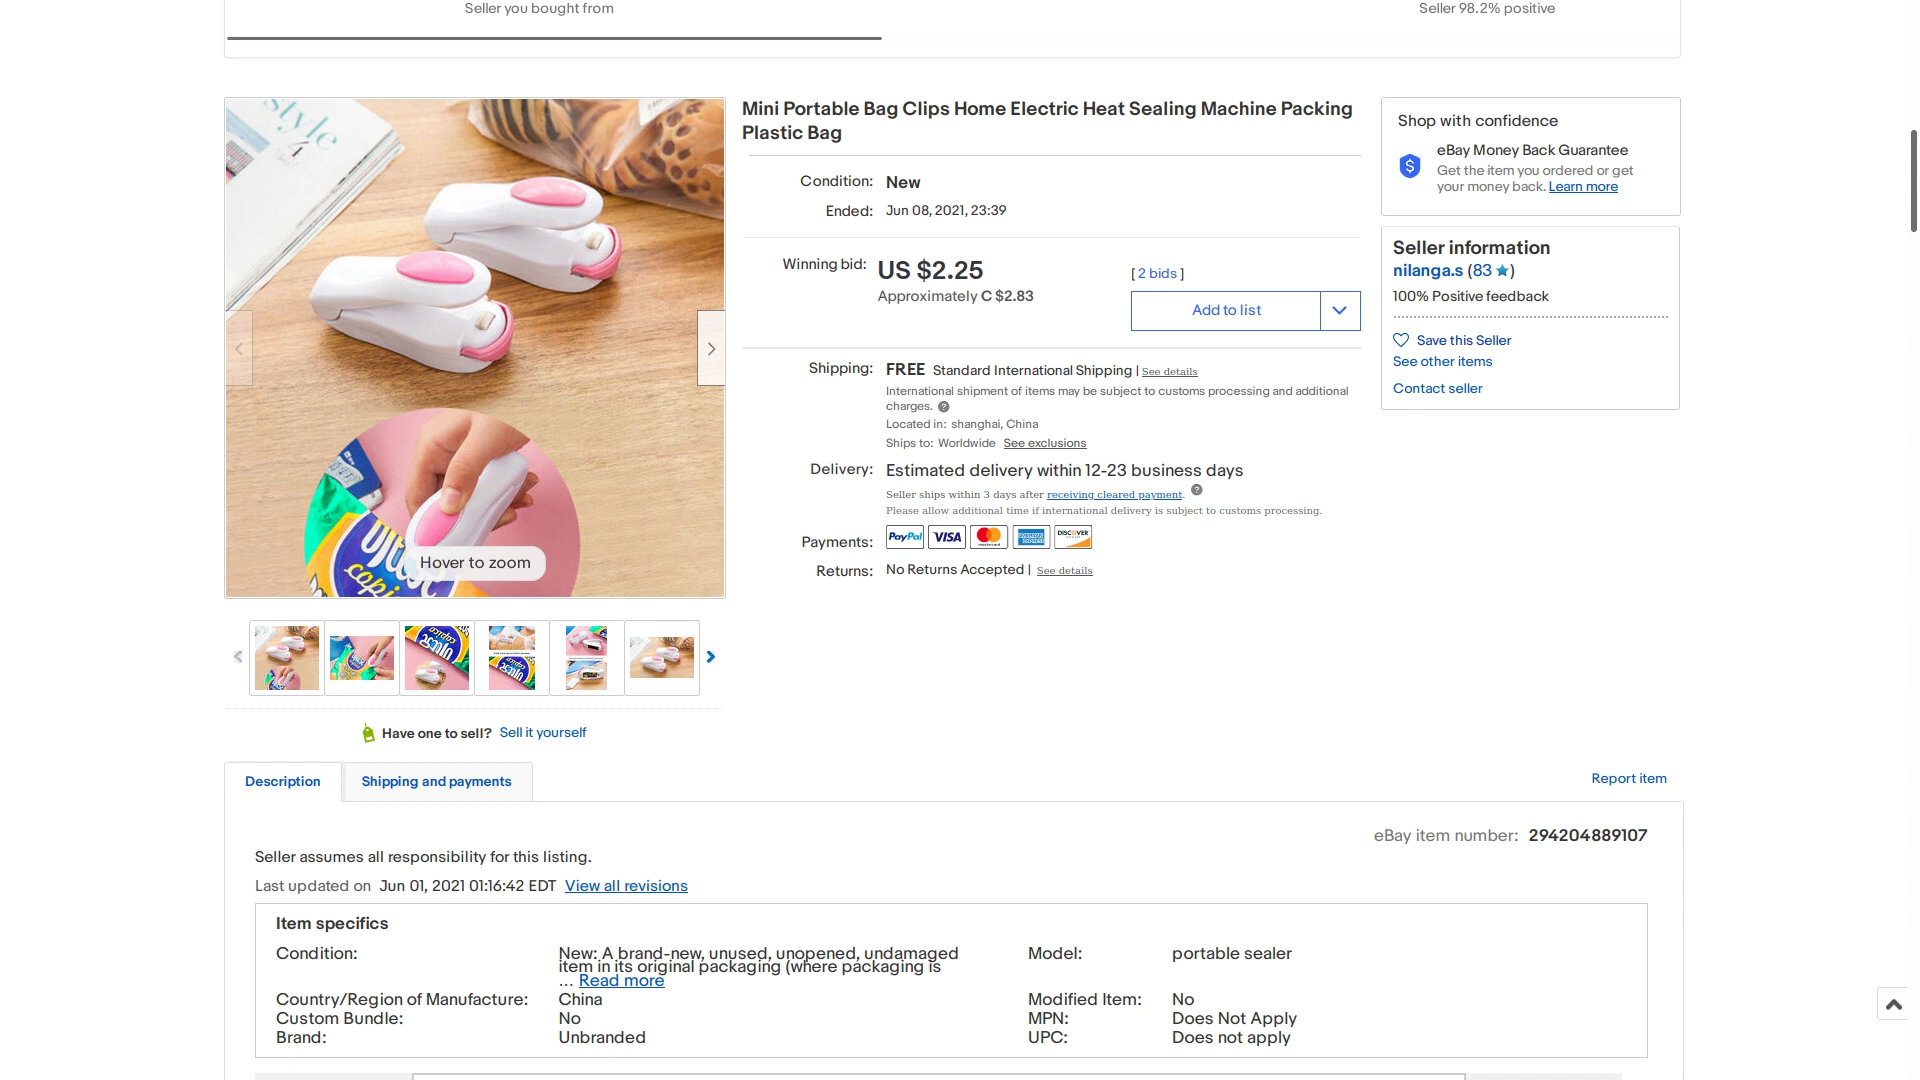 Seller you bought from
Seller 98.2% positive
style
4
Mini Portable Bag Clips Home Electric Heat Sealing Machine Packing
Plastic Bag
Condition: New
Ended: Jun 08, 2021, 23:39
Winning bid: US $2.25 [ 2 bids ]
Approximately C $2.83
Add to list
Shipping: FREE Standard International Shipping | See details
International shipment of items may be subject to customs processing and additional
charges. ?
Located in: shanghai, China
Ships to: Worldwide See exclusions
Delivery: Estimated delivery within 12-23 business days
Seller ships within 3 days after receiving cleared payment. ?
Please allow additional time if international delivery is subject to customs processing.
Payments: PayPal VISA mastercard AMERICAN EXPRESS DISCOVER
Returns: No Returns Accepted | See details
Shop with confidence
$ eBay Money Back Guarantee
Get the item you ordered or get
your money back. Learn more
Seller information
nilanga.s (83 ★)
100% Positive feedback
Save this Seller
See other items
Contact seller
Hover to zoom
Have one to sell? Sell it yourself
Description
Shipping and payments
Report item
eBay item number: 294204889107
Seller assumes all responsibility for this listing.
Last updated on Jun 01, 2021 01:16:42 EDT View all revisions
Item specifics
Condition: New: A brand-new, unused, unopened, undamaged
item in its original packaging (where packaging is
... Read more
Model: portable sealer
Country/Region of Manufacture: China
Modified Item: No
Custom Bundle: No
MPN: Does Not Apply
Brand: Unbranded
UPC: Does not apply